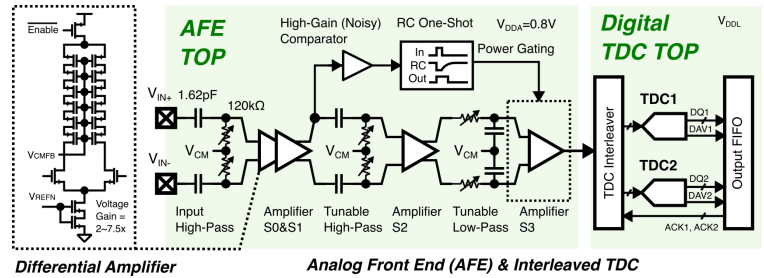 Enable
V_CMFB
V_REFN
Voltage
Gain =
2~7.5x
Differential Amplifier
AFE
TOP
High-Gain (Noisy)
Comparator
RC One-Shot
In
RC
Out
V_DDA=0.8V
Power Gating
V_IN+
1.62pF
120kΩ
V_IN-
V_CM
V_CM
V_CM
Input
High-Pass
Amplifier
S0&S1
Tunable
High-Pass
Amplifier
S2
Tunable
Low-Pass
Amplifier
S3
Digital
TDC TOP
V_DDL
TDC Interleaver
TDC1
DQ1
DAV1
TDC2
DQ2
DAV2
ACK1, ACK2
Output FIFO
Analog Front End (AFE) & Interleaved TDC